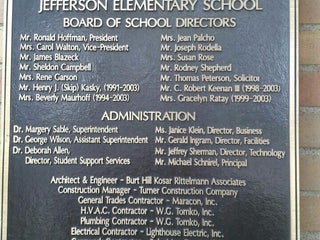 JEFFERSON ELEMENTARY SCHOOL
BOARD OF SCHOOL DIRECTORS
Mr. Ronald Hoffman, President
Mrs. Carol Walton, Vice-President
Mr. James Blazeck
Mr. Sheldon Campbell
Mrs. Rene Garson
Mr. Henry J. (Skip) Kasky, (1991-2003)
Mrs. Beverly Maurhoff (1994-2003)
Mrs. Jean Palcho
Mr. Joseph Rodella
Mrs. Susan Rose
Mr. Rodney Shepherd
Mr. Thomas Peterson, Solicitor
Mr. C. Robert Keenan III (1998-2003)
Mrs. Gracelyn Ratay (1999-2003)
ADMINISTRATION
Dr. Margery Sable, Superintendent
Dr. George Wilson, Assistant Superintendent
Dr. Deborah Allen,
Director, Student Support Services
Ms. Janice Klein, Director, Business
Mr. Gerald Ingram, Director, Facilities
Mr. Jeffrey Sherman, Director, Technology
Mr. Michael Schnirel, Principal
Architect & Engineer - Burt Hill Kosar Rittelmann Associates
Construction Manager - Turner Construction Company
General Trades Contractor - Maracon, Inc.
H.V.A.C. Contractor - W.G. Tomko, Inc.
Plumbing Contractor - W.G. Tomko, Inc.
Electrical Contractor - Lighthouse Electric, Inc.